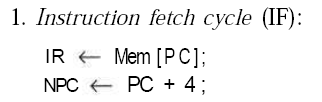 1. Instruction fetch cycle (IF):
IR ← Mem[PC];
NPC ← PC + 4;